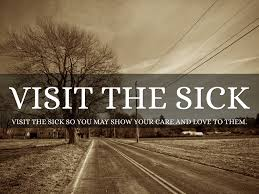 VISIT THE SICK
VISIT THE SICK SO YOU MAY SHOW YOUR CARE AND LOVE TO THEM.